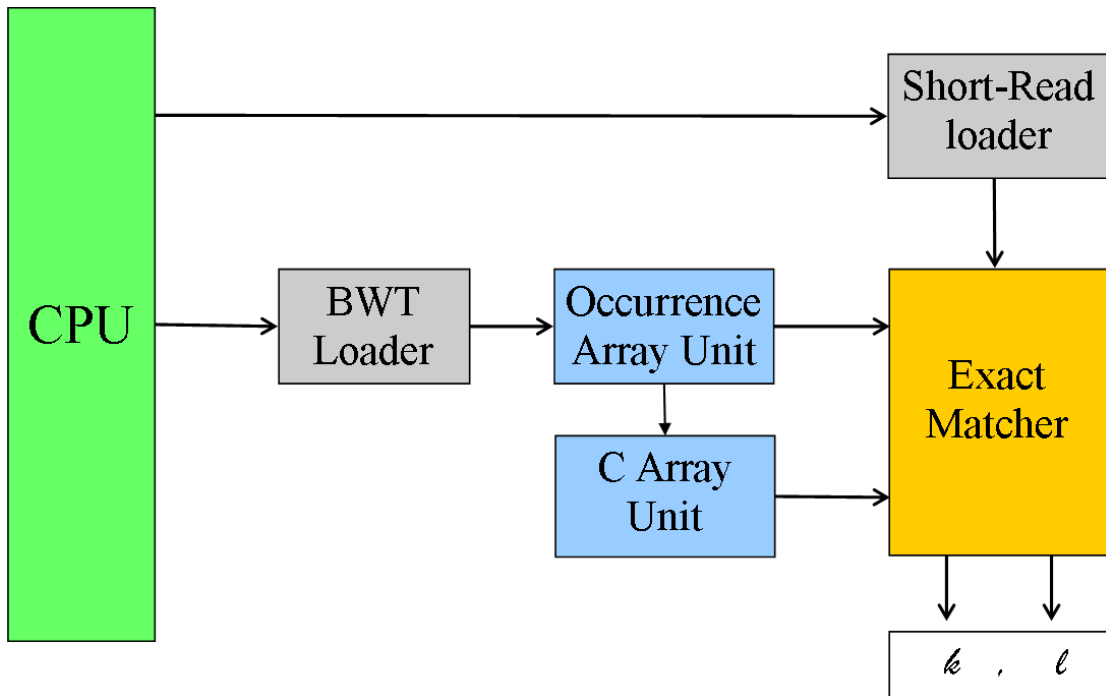 Short-Read
loader
CPU
BWT
Loader
Occurrence
Array Unit
Exact
Matcher
C Array
Unit
k , l